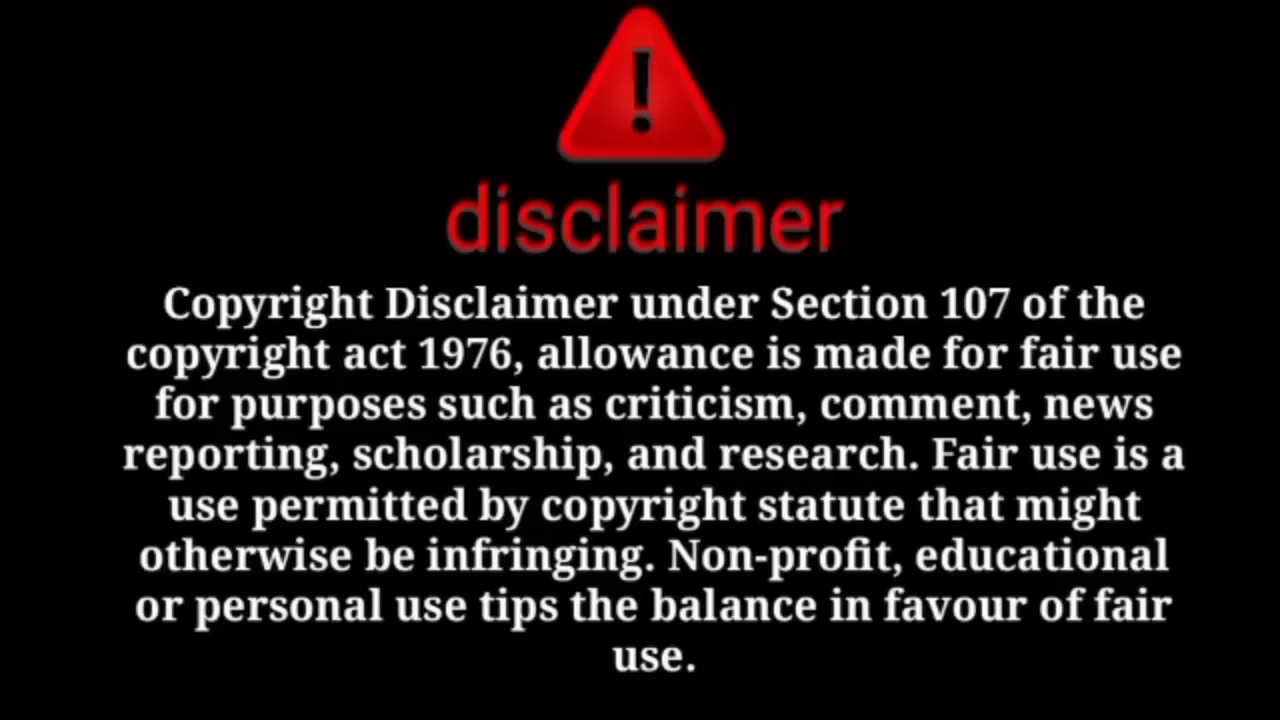 !
disclaimer
Copyright Disclaimer under Section 107 of the
copyright act 1976, allowance is made for fair use
for purposes such as criticism, comment, news
reporting, scholarship, and research. Fair use is a
use permitted by copyright statute that might
otherwise be infringing. Non-profit, educational
or personal use tips the balance in favour of fair
use.